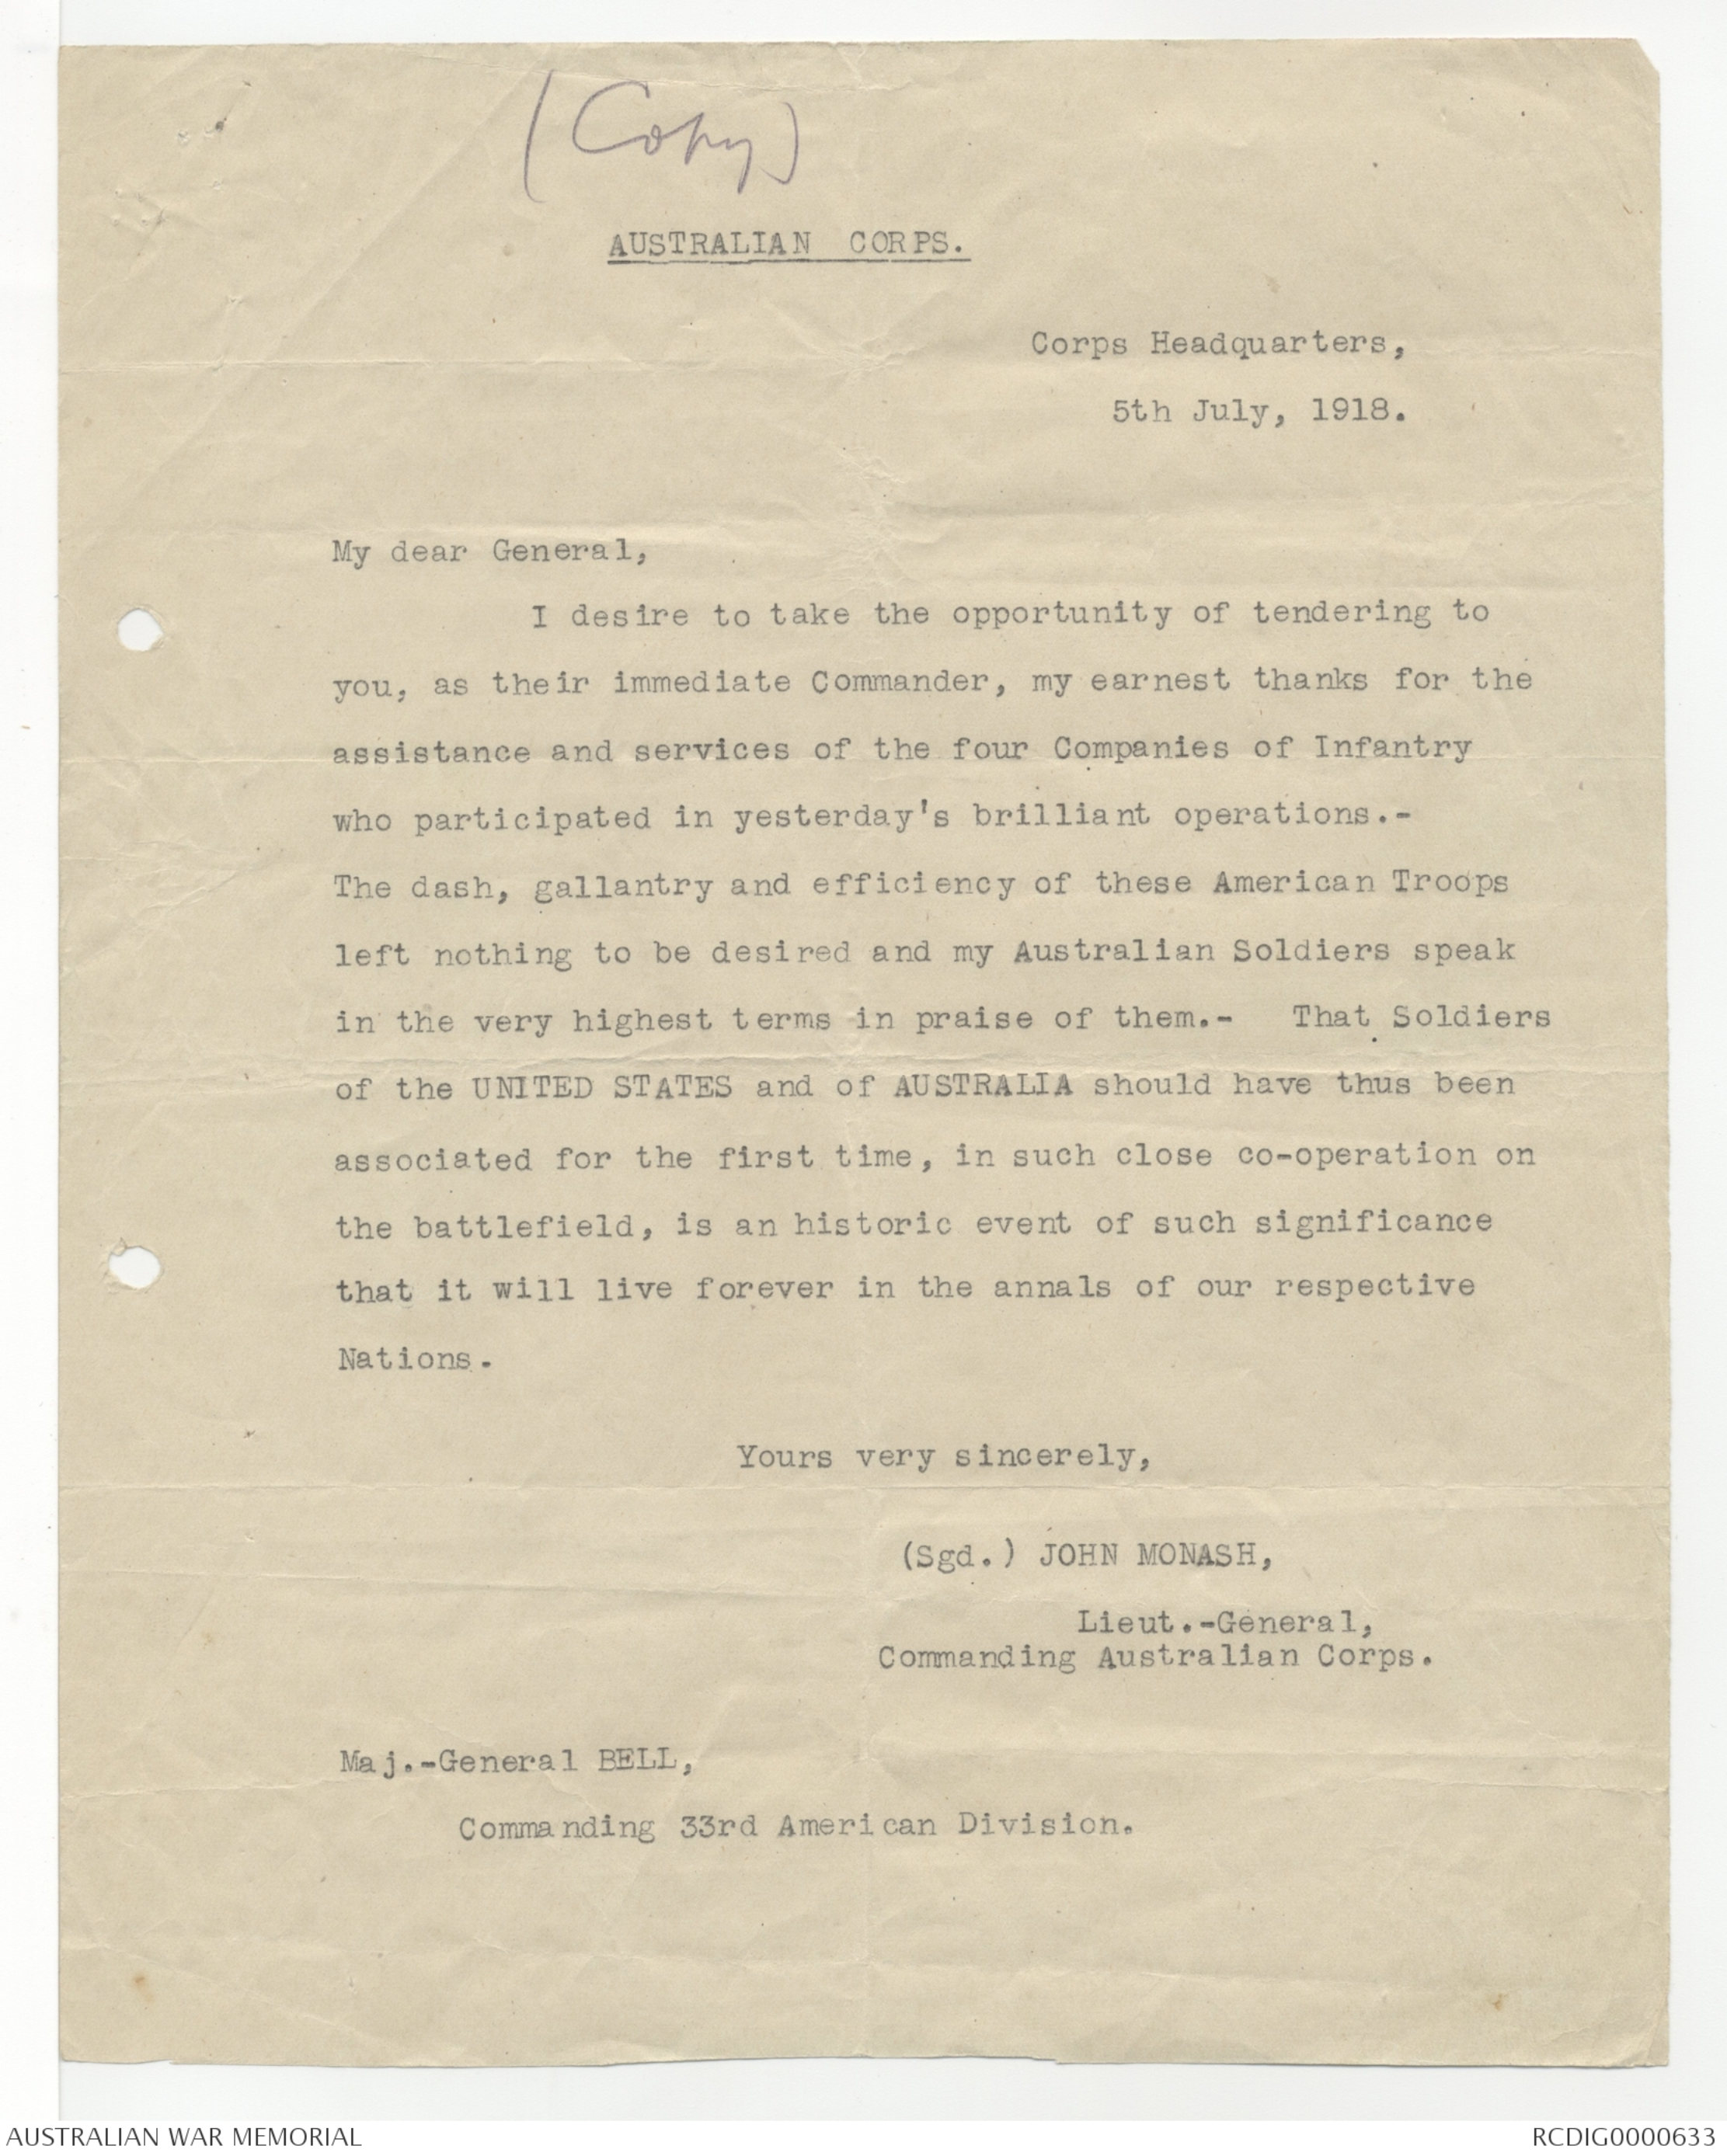 (Copy)
AUSTRALIAN CORPS.
Corps Headquarters,
5th July, 1918.
My dear General,
I desire to take the opportunity of tendering to
you, as their immediate Commander, my earnest thanks for the
assistance and services of the four Companies of Infantry
who participated in yesterday's brilliant operations.-
The dash, gallantry and efficiency of these American Troops
left nothing to be desired and my Australian Soldiers speak
in the very highest terms in praise of them.- That Soldiers
of the UNITED STATES and of AUSTRALIA should have thus been
associated for the first time, in such close co-operation on
the battlefield, is an historic event of such significance
that it will live forever in the annals of our respective
Nations.
Yours very sincerely,
(Sgd.) JOHN MONASH,
Lieut.-General,
Commanding Australian Corps.
Maj.-General BELL,
Commanding 33rd American Division.
AUSTRALIAN WAR MEMORIAL
RCDIG0000633